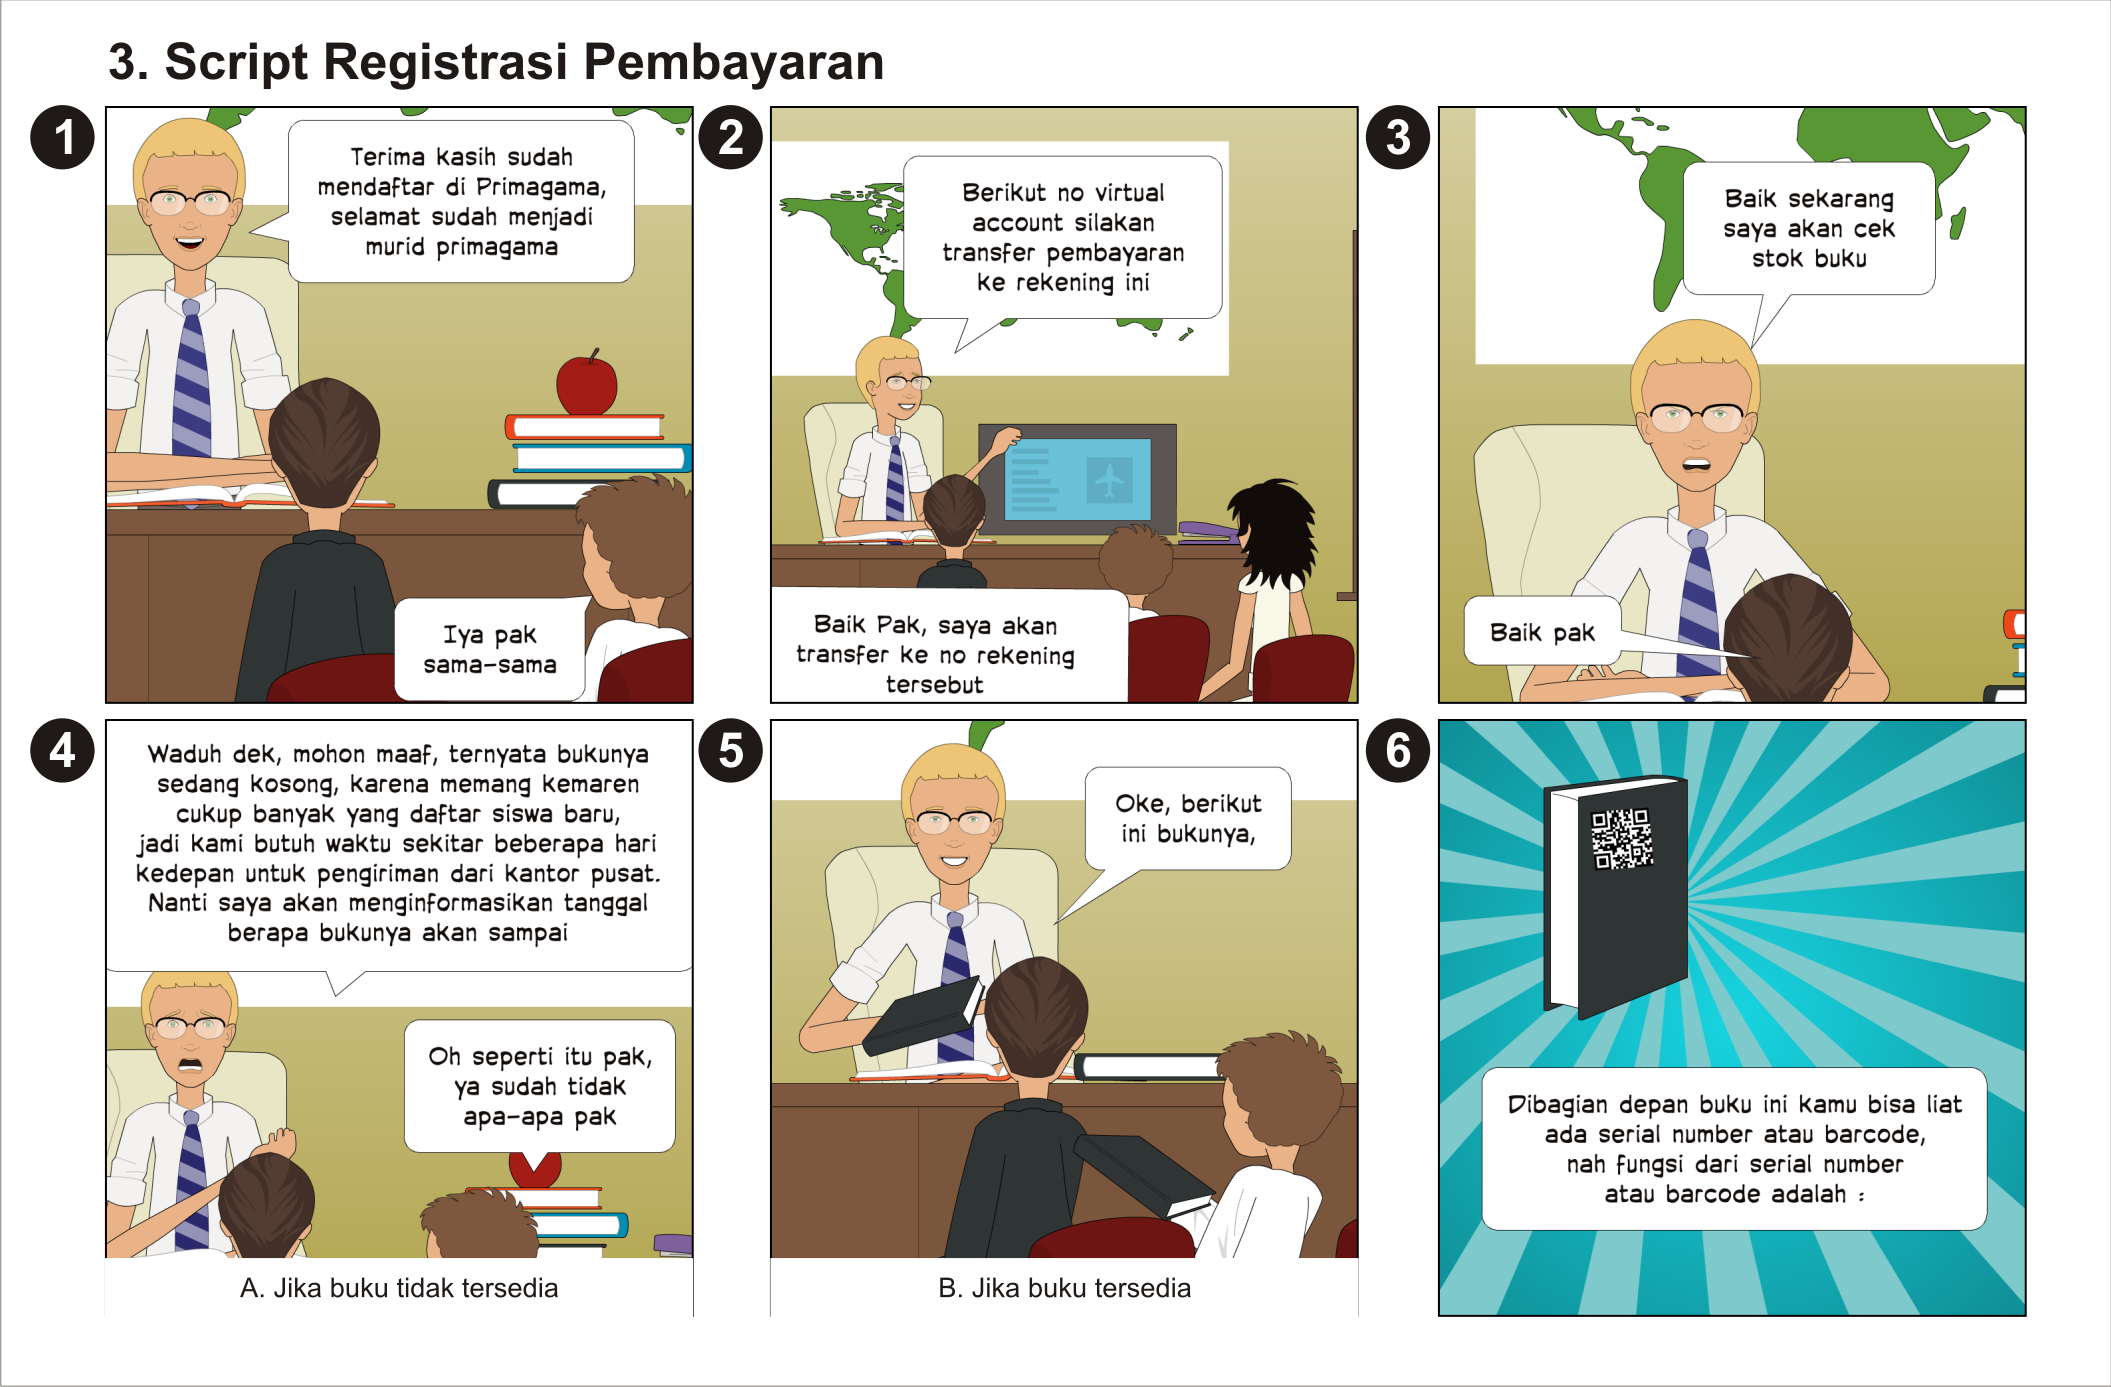 3. Script Registrasi Pembayaran
1
Terima kasih sudah
mendaftar di Primagama,
selamat sudah menjadi
murid primagama
Iya pak
sama-sama
2
Berikut no virtual
account silakan
transfer pembayaran
ke rekening ini
Baik Pak, saya akan
transfer ke no rekening
tersebut
3
Baik sekarang
saya akan cek
stok buku
Baik pak
4
Waduh dek, mohon maaf, ternyata bukunya
sedang kosong, karena memang kemaren
cukup banyak yang daftar siswa baru,
jadi kami butuh waktu sekitar beberapa hari
kedepan untuk pengiriman dari kantor pusat.
Nanti saya akan menginformasikan tanggal
berapa bukunya akan sampai
Oh seperti itu pak,
ya sudah tidak
apa-apa pak
A. Jika buku tidak tersedia
5
Oke, berikut
ini bukunya,
B. Jika buku tersedia
6
Dibagian depan buku ini kamu bisa liat
ada serial number atau barcode,
nah fungsi dari serial number
atau barcode adalah :